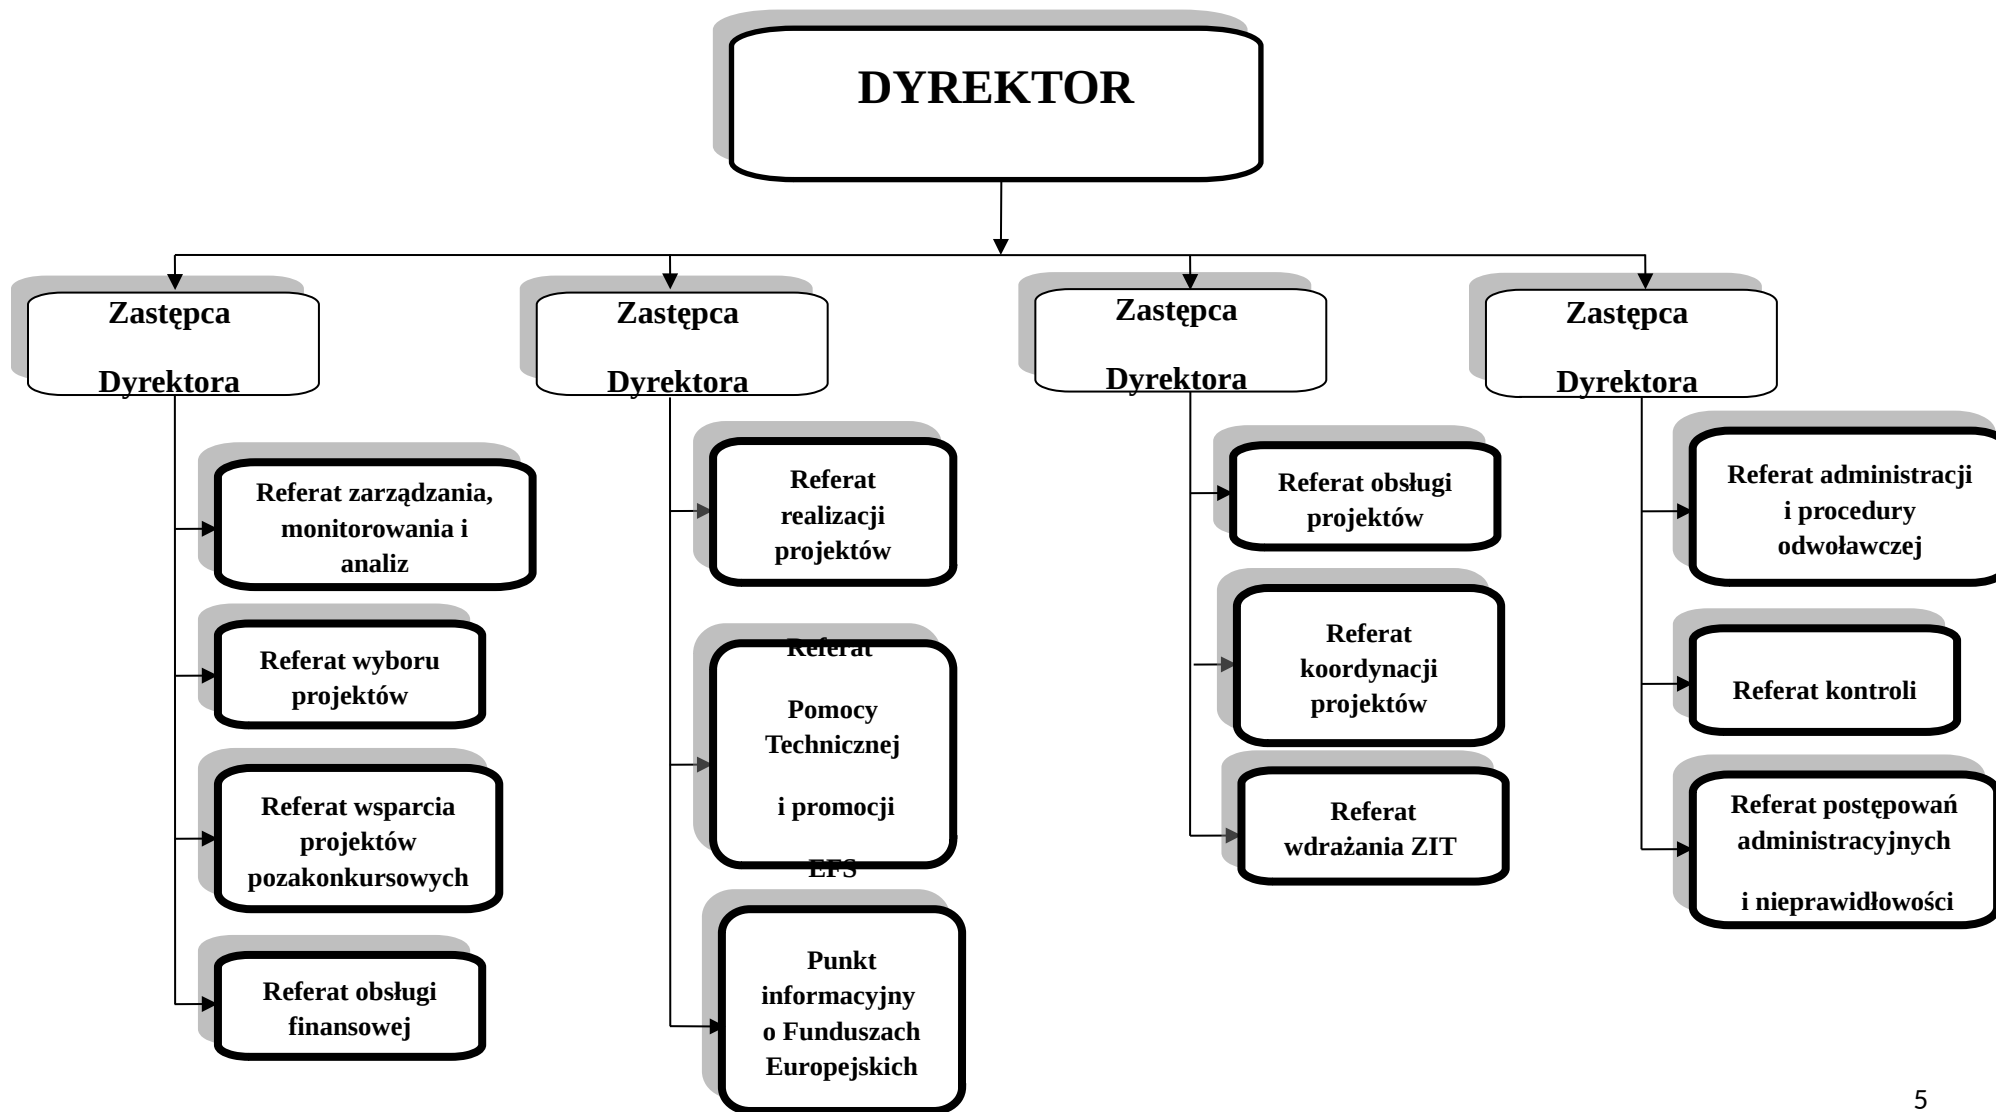 DYREKTOR
Zastępca
Dyrektora
Referat zarządzania,
monitorowania i
analiz
Referat wyboru
projektów
Referat wsparcia
projektów
pozakonkursowych
Referat obsługi
finansowej
Zastępca
Dyrektora
Referat
realizacji
projektów
Referat
Pomocy
Technicznej
i promocji
EFS
Punkt
informacyjny
o Funduszach
Europejskich
Zastępca
Dyrektora
Referat obsługi
projektów
Referat
koordynacji
projektów
Referat
wdrażania ZIT
Zastępca
Dyrektora
Referat administracji
i procedury
odwoławczej
Referat kontroli
Referat postępowań
administracyjnych
i nieprawidłowości
5